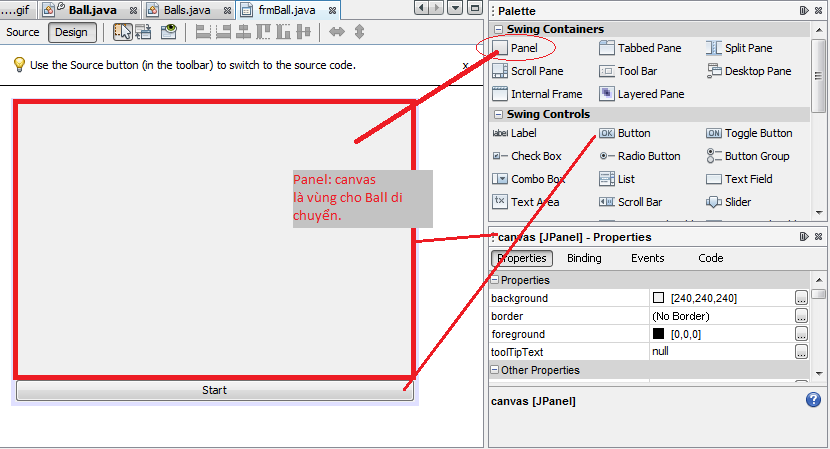 .....gif Ball.java Balls.java frmBall.java
Source Design
Use the Source button (in the toolbar) to switch to the source code. x
Panel: canvas
là vùng cho Ball di
chuyển.
Start
Palette
Swing Containers
Panel Tabbed Pane Split Pane
Scroll Pane Tool Bar Desktop Pane
Internal Frame Layered Pane
Swing Controls
label Label OK Button ON Toggle Button
Check Box Radio Button Button Group
Combo Box List Text Field
Text Area Scroll Bar Slider
canvas [JPanel] - Properties
Properties Binding Events Code
Properties
background [240,240,240] ...
border (No Border) ...
foreground [0,0,0] ...
toolTipText null ...
Other Properties
canvas [JPanel] ?